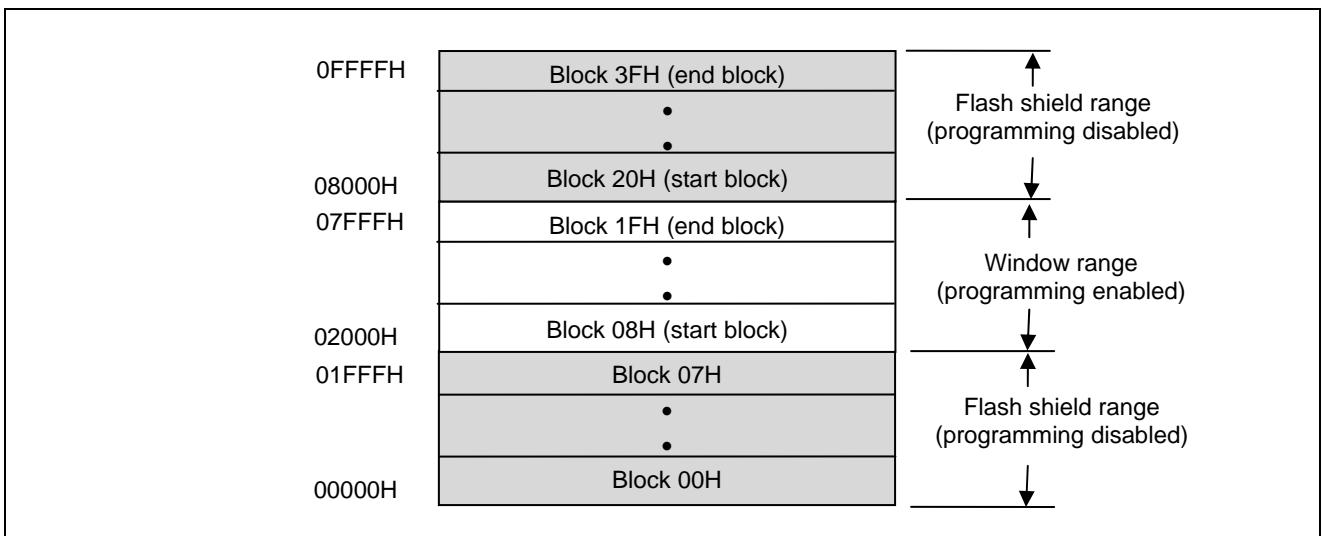 0FFFFH
Block 3FH (end block)
•
•
08000H
Block 20H (start block)
Flash shield range
(programming disabled)
07FFFH
Block 1FH (end block)
•
•
02000H
Block 08H (start block)
Window range
(programming enabled)
01FFFH
Block 07H
•
•
00000H
Block 00H
Flash shield range
(programming disabled)